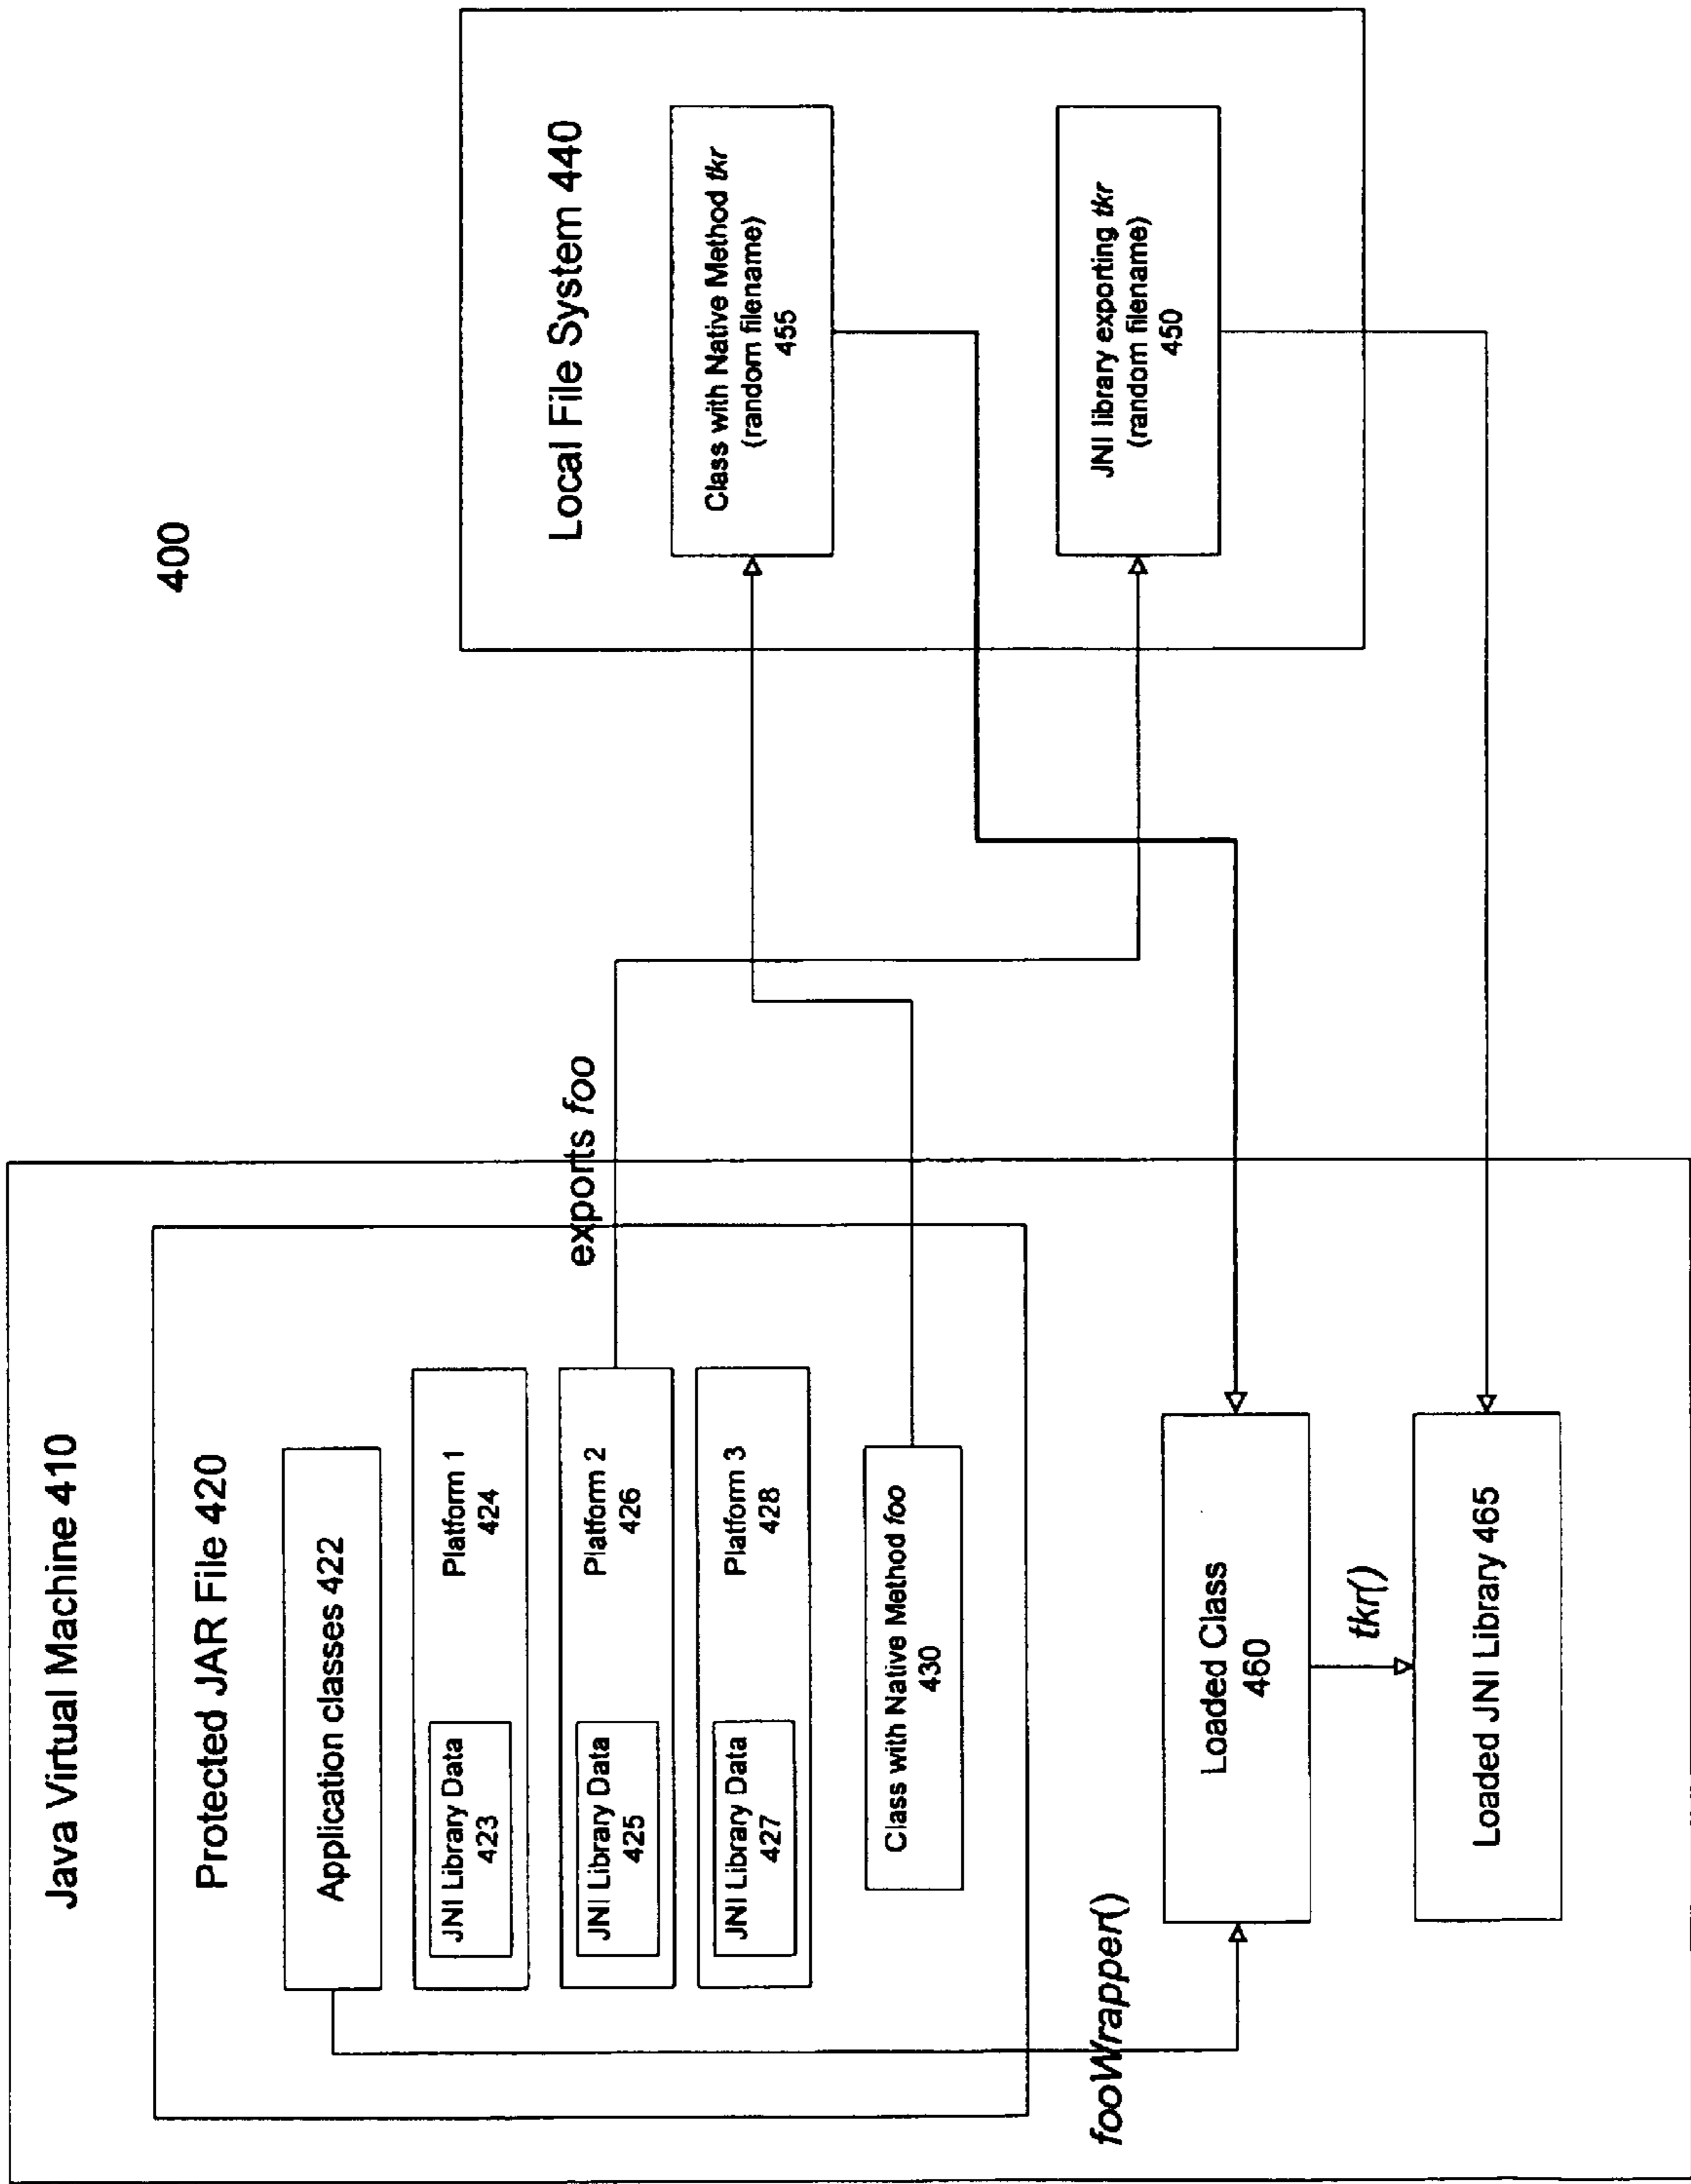 400
Java Virtual Machine 410
Protected JAR File 420
Application classes 422
JNI Library Data
423
Platform 1
424
JNI Library Data
425
Platform 2
426
JNI Library Data
427
Platform 3
428
Class with Native Method foo
430
exports foo
fooWrapper()
Loaded Class
460
tkr()
Loaded JNI Library 465
Local File System 440
Class with Native Method tkr
(random filename)
455
JNI library exporting tkr
(random filename)
450